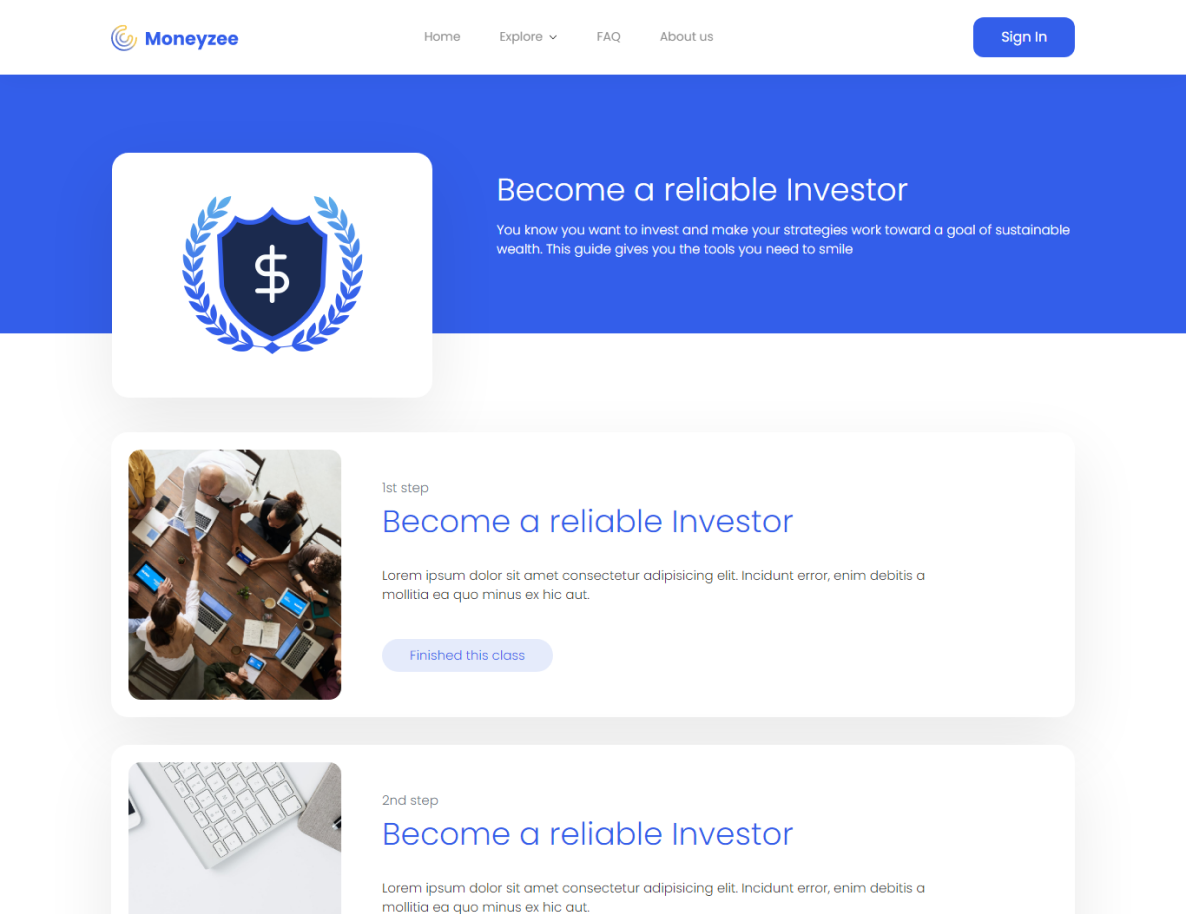 Moneyzee
Home
Explore
FAQ
About us
Sign In
$
Become a reliable Investor
You know you want to invest and make your strategies work toward a goal of sustainable
wealth. This guide gives you the tools you need to smile
1st step
Become a reliable Investor
Lorem ipsum dolor sit amet consectetur adipisicing elit. Incidunt error, enim debitis a
mollitia ea quo minus ex hic aut.
Finished this class
2nd step
Become a reliable Investor
Lorem ipsum dolor sit amet consectetur adipisicing elit. Incidunt error, enim debitis a
mollitia ea quo minus ex hic aut.